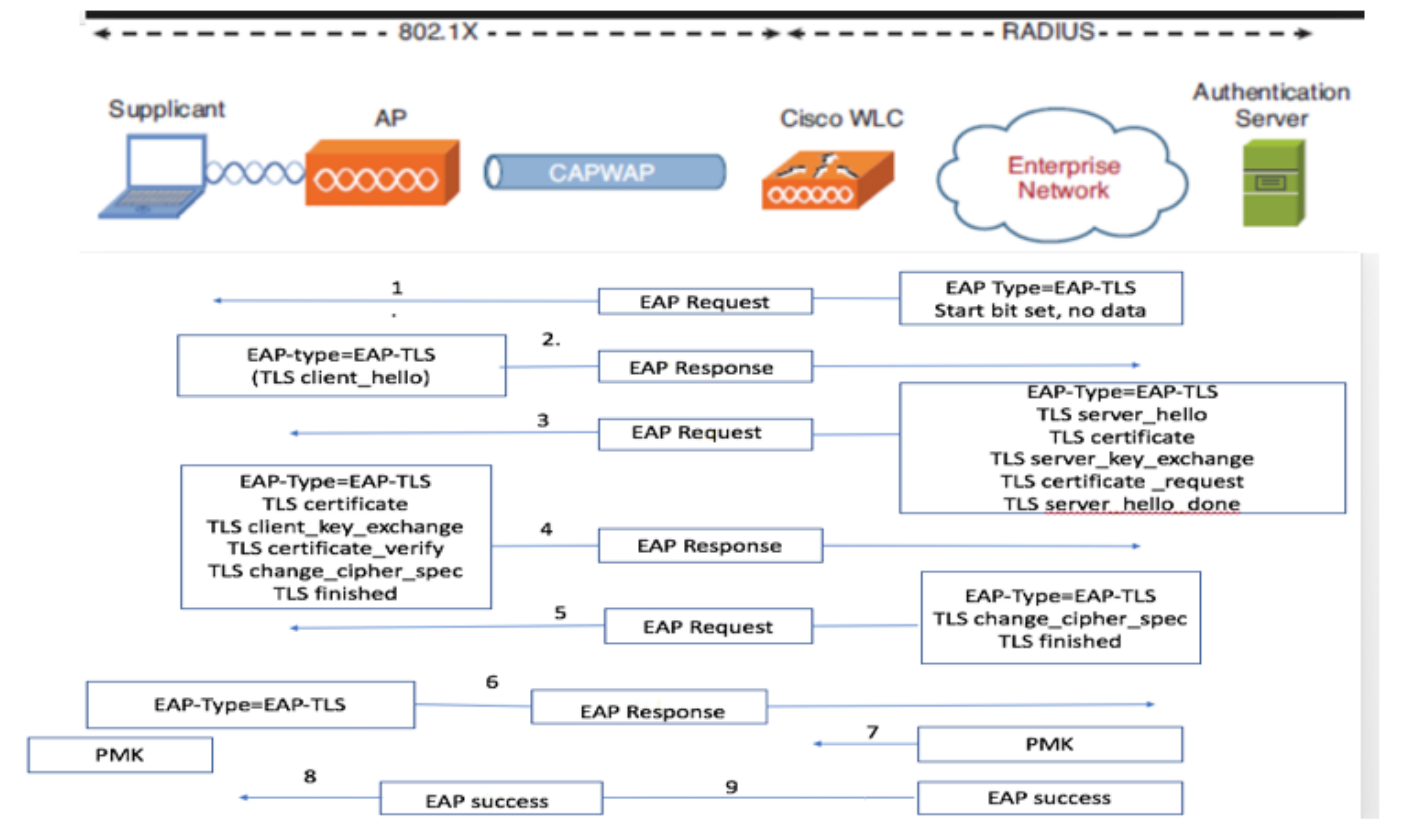 802.1X
RADIUS
Supplicant
AP
CAPWAP
Cisco WLC
Enterprise
Network
Authentication
Server
1
.
EAP Request
EAP Type=EAP-TLS
Start bit set, no data
EAP-type=EAP-TLS
(TLS client_hello)
2.
EAP Response
3
EAP Request
EAP-Type=EAP-TLS
TLS server_hello
TLS certificate
TLS server_key_exchange
TLS certificate _request
TLS server_hello_done
EAP-Type=EAP-TLS
TLS certificate
TLS client_key_exchange
TLS certificate_verify
TLS change_cipher_spec
TLS finished
4
EAP Response
5
EAP Request
EAP-Type=EAP-TLS
TLS change_cipher_spec
TLS finished
EAP-Type=EAP-TLS
6
EAP Response
7
PMK
PMK
8
EAP success
9
EAP success